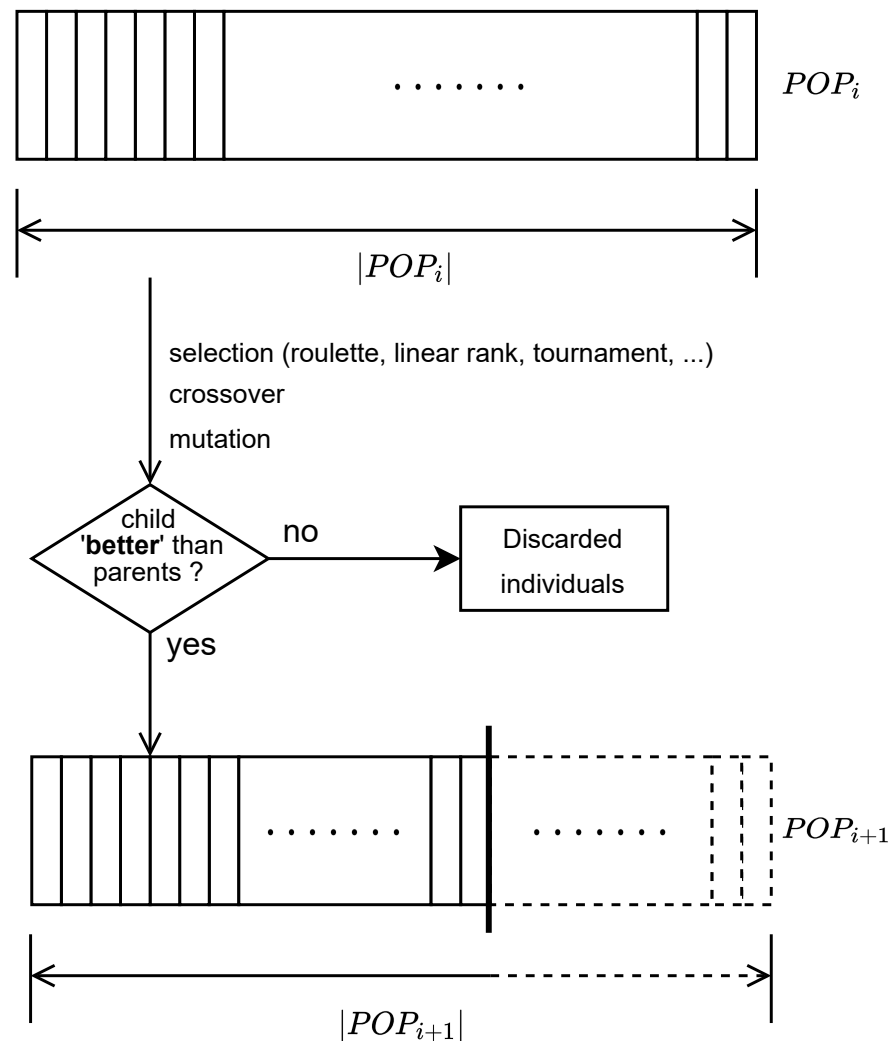 . . . . . . .
POP_i
|POP_i|
selection (roulette, linear rank, tournament, ...)
crossover
mutation
child
'better' than
parents ?
no
Discarded
individuals
yes
. . . . . . .
. . . . . . .
POP_{i+1}
|POP_{i+1}|